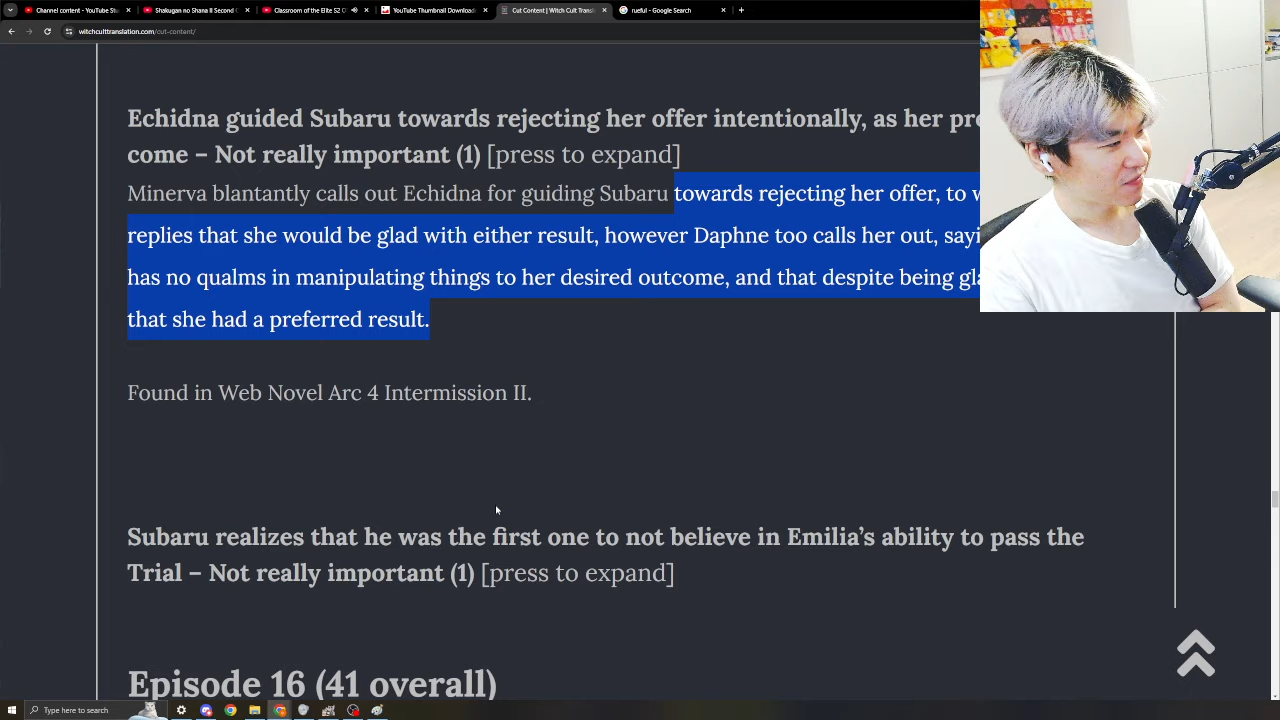 Channel content - YouTube Stu
Shakugan no Shana II Second
Classroom of the Elite S2 O
YouTube Thumbnail Download
Cut Content | Witch Cult Transl
rueful - Google Search
witchculttranslation.com/cut-content/
Echidna guided Subaru towards rejecting her offer intentionally, as her pre
come – Not really important (1) [press to expand]
Minerva blantantly calls out Echidna for guiding Subaru towards rejecting her offer, to w
replies that she would be glad with either result, however Daphne too calls her out, sayi
has no qualms in manipulating things to her desired outcome, and that despite being gla
that she had a preferred result.
Found in Web Novel Arc 4 Intermission II.
Subaru realizes that he was the first one to not believe in Emilia's ability to pass the
Trial – Not really important (1) [press to expand]
Episode 16 (41 overall)
Type here to search